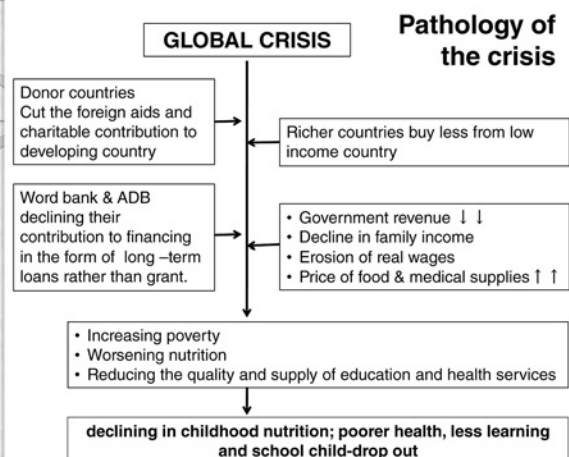 Pathology of
the crisis
GLOBAL CRISIS
Donor countries
Cut the foreign aids and
charitable contribution to
developing country
Richer countries buy less from low
income country
Word bank & ADB
declining their
contribution to financing
in the form of long –term
loans rather than grant.
• Government revenue ↓ ↓
• Decline in family income
• Erosion of real wages
• Price of food & medical supplies ↑ ↑
• Increasing poverty
• Worsening nutrition
• Reducing the quality and supply of education and health services
declining in childhood nutrition; poorer health, less learning
and school child-drop out